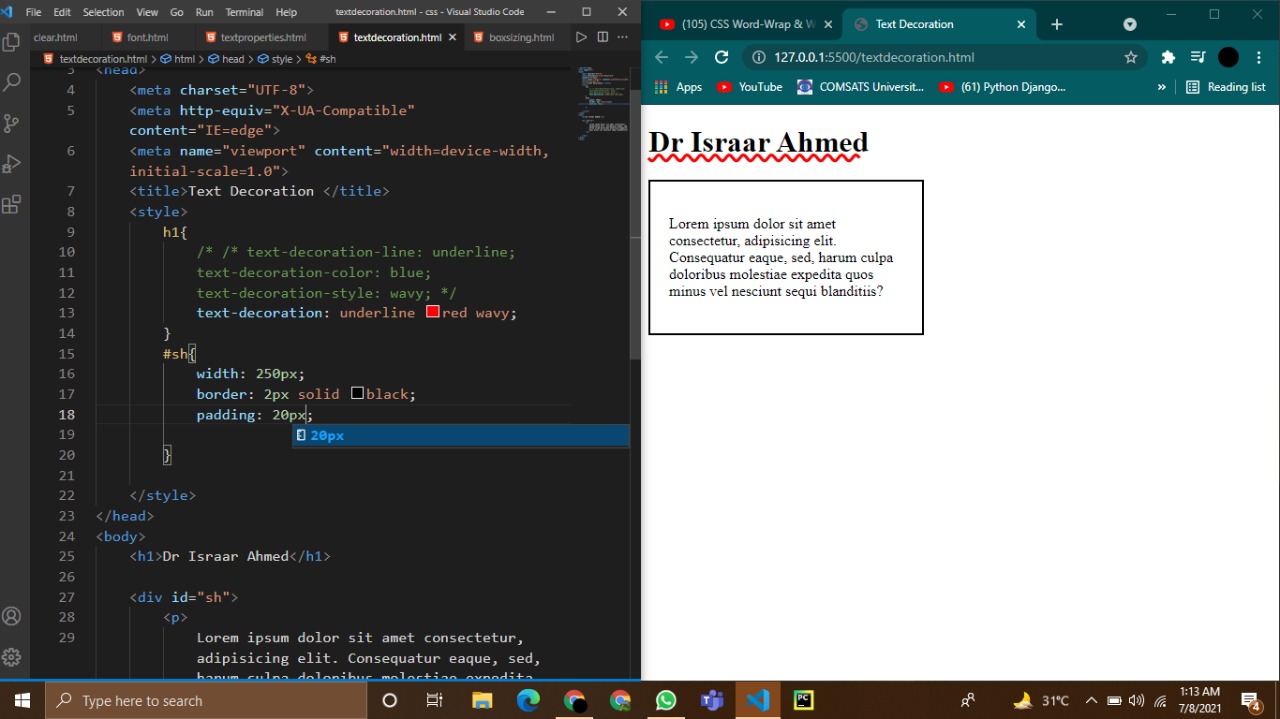 File Edit Selection View Go Run Terminal Help textdecoration.html - css - Visual Studio Code
clear.html font.html textproperties.html textdecoration.html boxsizing.html
textdecoration.html html head style #sh
3 <head>
4 <meta charset="UTF-8">
5 <meta http-equiv="X-UA-Compatible"
content="IE=edge">
6 <meta name="viewport" content="width=device-width,
initial-scale=1.0">
7 <title>Text Decoration </title>
8 <style>
9 h1{
10 /* /* text-decoration-line: underline;
11 text-decoration-color: blue;
12 text-decoration-style: wavy; */
13 text-decoration: underline red wavy;
14 }
15 #sh{
16 width: 250px;
17 border: 2px solid black;
18 padding: 20px;
19 20px
20 }
21
22 </style>
23 </head>
24 <body>
25 <h1>Dr Israar Ahmed</h1>
26
27 <div id="sh">
28 <p>
29 Lorem ipsum dolor sit amet consectetur,
adipisicing elit. Consequatur eaque, sed,
harum culpa doloribus molestiae expedita
(105) CSS Word-Wrap & W Text Decoration
127.0.0.1:5500/textdecoration.html
Apps YouTube COMSATS Universit... (61) Python Django... » Reading list
Dr Israar Ahmed
Lorem ipsum dolor sit amet
consectetur, adipisicing elit.
Consequatur eaque, sed, harum culpa
doloribus molestiae expedita quos
minus vel nesciunt sequi blanditiis?
Type here to search
31°C
1:13 AM
7/8/2021
4